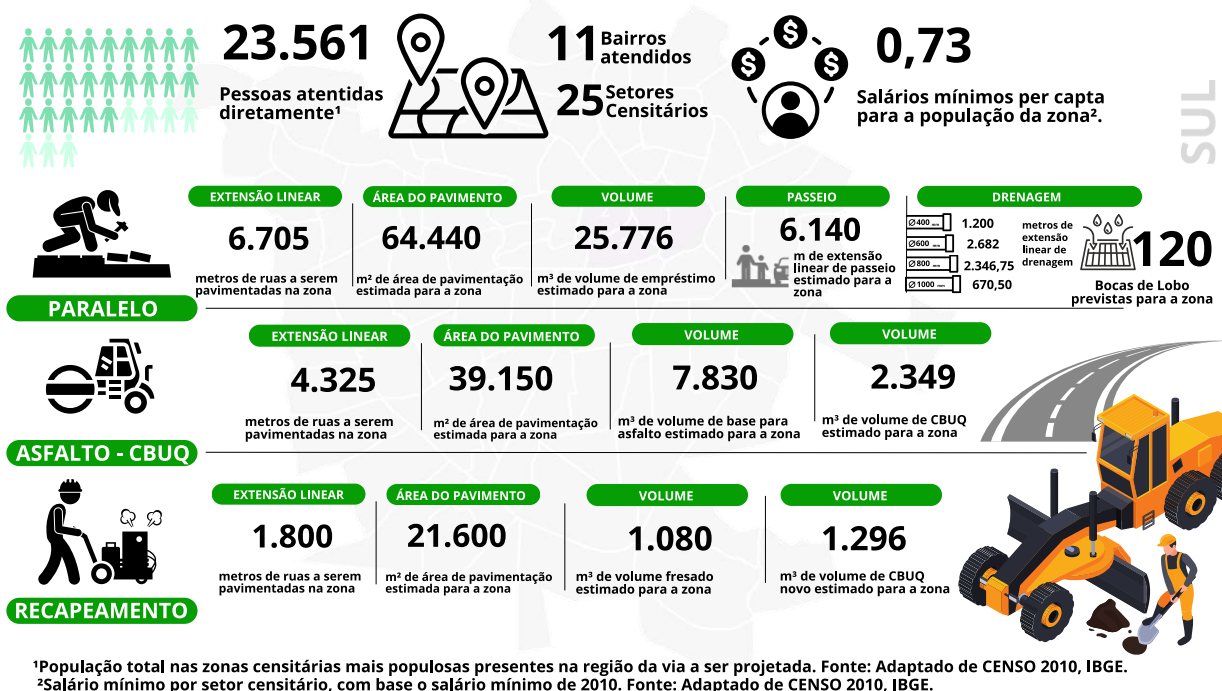 23.561
Pessoas atentidas
diretamente¹
11 Bairros
atendidos
25 Setores
Censitários
0,73
Salários mínimos per capta
para a população da zona².
SUL
EXTENSÃO LINEAR
6.705
metros de ruas a serem
pavimentadas na zona
ÁREA DO PAVIMENTO
64.440
m² de área de pavimentação
estimada para a zona
VOLUME
25.776
m³ de volume de empréstimo
estimado para a zona
PASSEIO
6.140
m de extensão
linear de passeio
estimado para a
zona
DRENAGEM
Ø 400 mm 1.200
Ø600 mm 2.682
Ø 800 mm 2.346,75
Ø 1000 mm 670,50
metros de
extensão
linear de
drenagem
120
Bocas de Lobo
previstas para a zona
PARALELO
EXTENSÃO LINEAR
4.325
metros de ruas a serem
pavimentadas na zona
ÁREA DO PAVIMENTO
39.150
m² de área de pavimentação
estimada para a zona
VOLUME
7.830
m³ de volume de base para
asfalto estimado para a zona
VOLUME
2.349
m³ de volume de CBUQ
estimado para a zona
ASFALTO - CBUQ
EXTENSÃO LINEAR
1.800
metros de ruas a serem
pavimentadas na zona
ÁREA DO PAVIMENTO
21.600
m² de área de pavimentação
estimada para a zona
VOLUME
1.080
m³ de volume fresado
estimado para a zona
VOLUME
1.296
m³ de volume de CBUQ
novo estimado para a zona
RECAPEAMENTO
¹População total nas zonas censitárias mais populosas presentes na região da via a ser projetada. Fonte: Adaptado de CENSO 2010, IBGE.
²Salário mínimo por setor censitário, com base o salário mínimo de 2010. Fonte: Adaptado de CENSO 2010, IBGE.